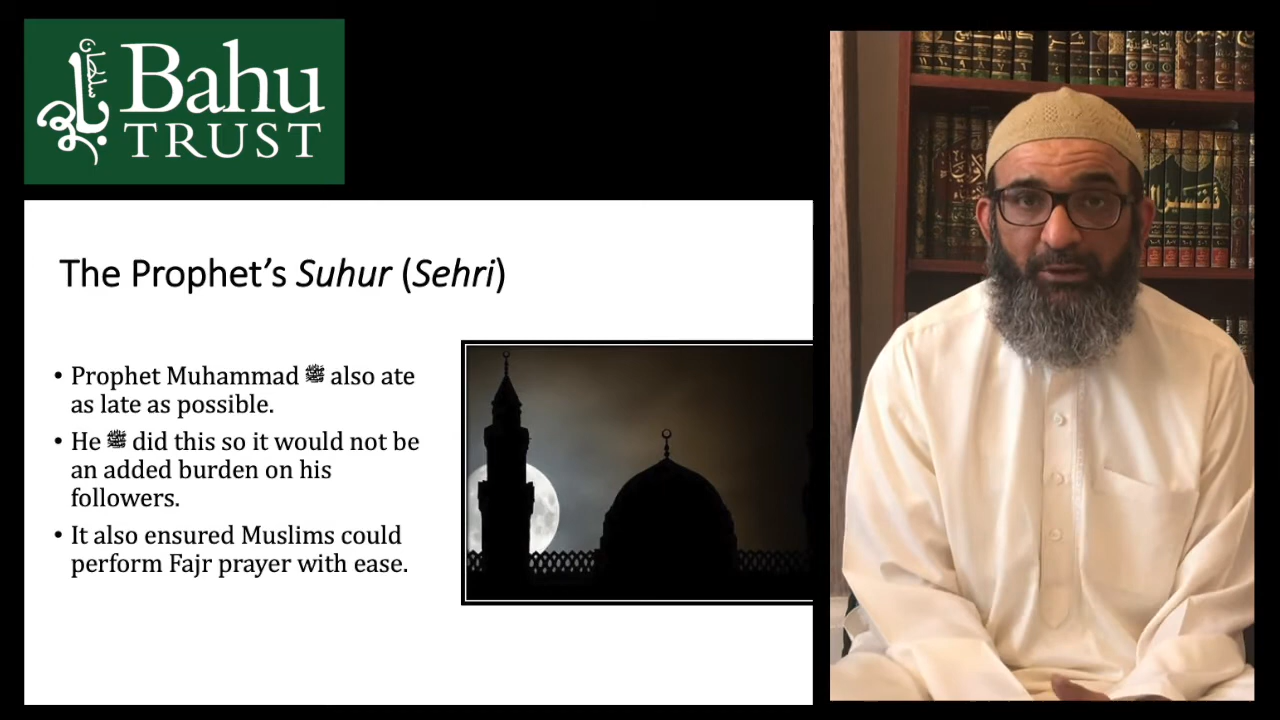 سلطان باہو
Bahu
TRUST
The Prophet’s Suhur (Sehri)
• Prophet Muhammad ﷺ also ate
as late as possible.
• He ﷺ did this so it would not be
an added burden on his
followers.
• It also ensured Muslims could
perform Fajr prayer with ease.